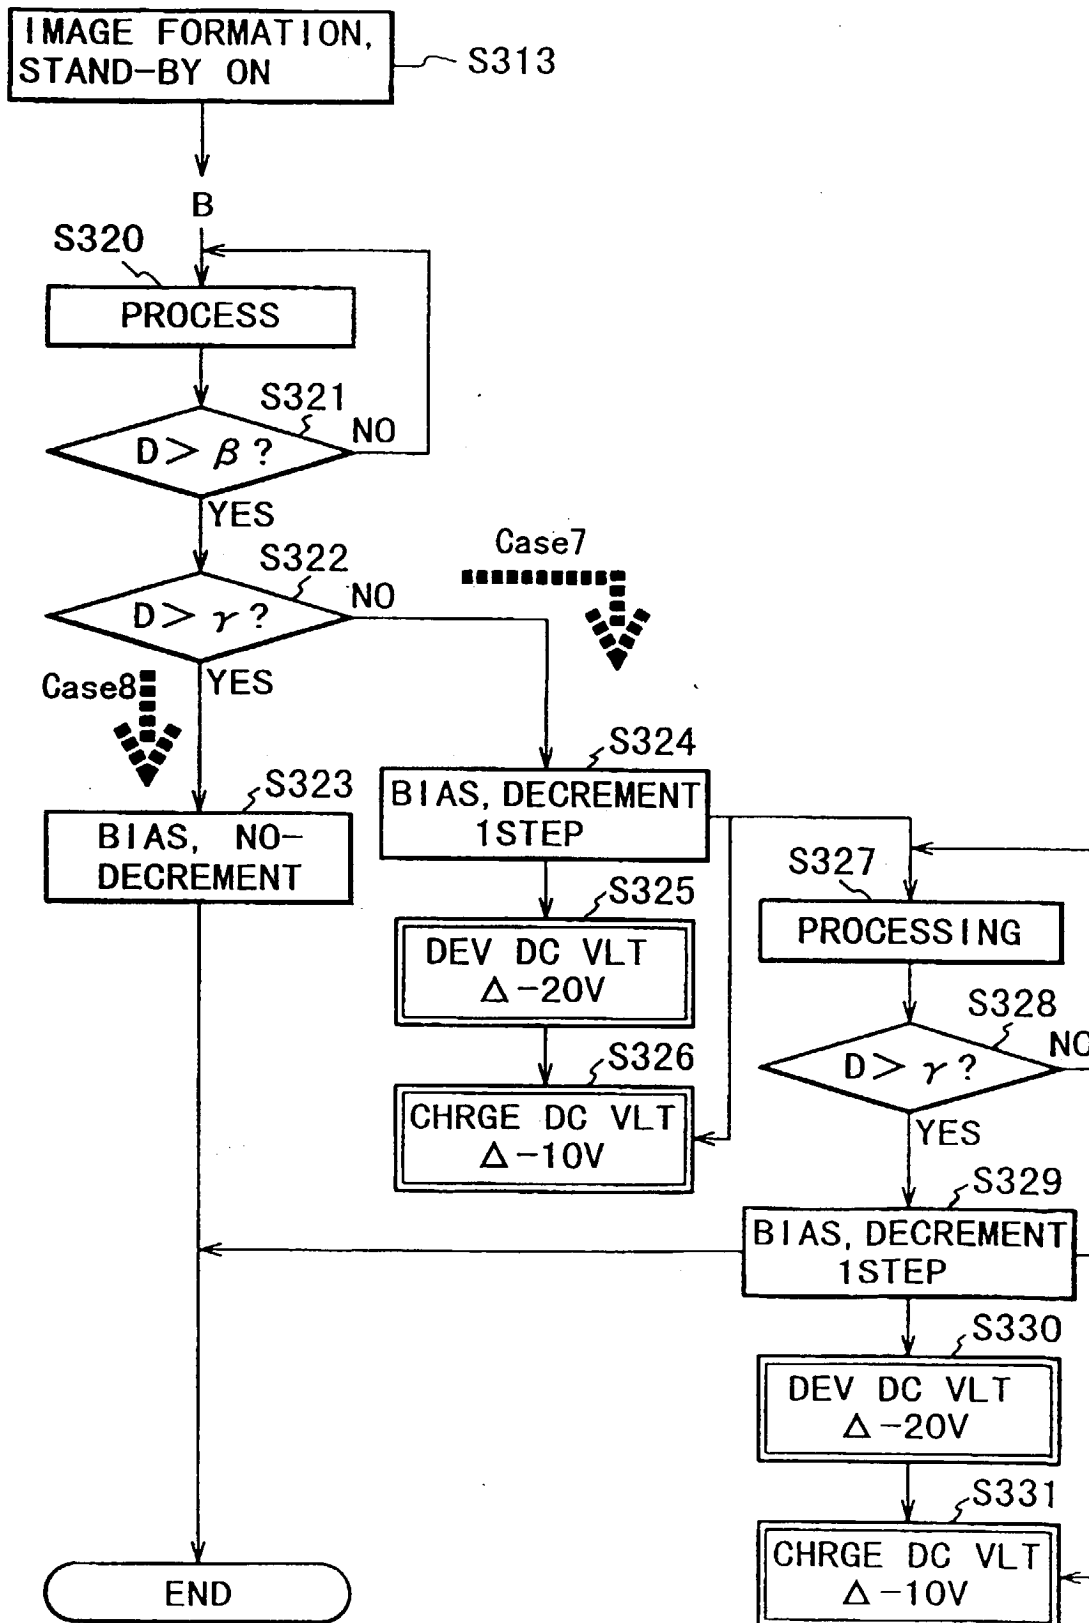 IMAGE FORMATION,
STAND-BY ON
S313
B
S320
PROCESS
S321
D > β ?
NO
YES
S322
D > γ ?
NO
YES
Case7
Case8
S323
BIAS, NO-
DECREMENT
S324
BIAS, DECREMENT
1STEP
S325
DEV DC VLT
Δ-20V
S326
CHRGE DC VLT
Δ-10V
S327
PROCESSING
S328
D > γ ?
NO
YES
S329
BIAS, DECREMENT
1STEP
S330
DEV DC VLT
Δ-20V
S331
CHRGE DC VLT
Δ-10V
END